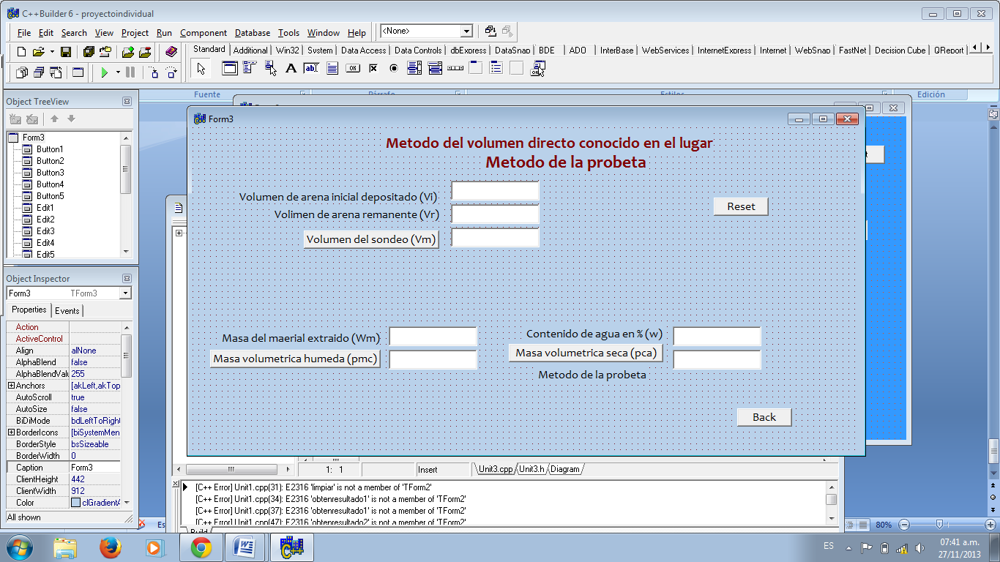 C++Builder 6 - proyectoindividual
File Edit Search View Project Run Component Database Tools Window Help
<None>
Standard Additional Win32 System Data Access Data Controls dbExpress DataSnap BDE ADO InterBase WebServices InternetExpress Internet WebSnap FastNet Decision Cube QReport
Fuente Párrafo Estilos Edición
Object TreeView
Form3
Button1
Button2
Button3
Button4
Button5
Edit1
Edit2
Edit3
Edit4
Edit5
Object Inspector
Form3 TForm3
Properties Events
Action
ActiveControl
Align alNone
AlphaBlend false
AlphaBlendValu 255
Anchors [akLeft,akTop
AutoScroll true
AutoSize false
BiDiMode bdLeftToRight
BorderIcons [biSystemMen
BorderStyle bsSizeable
BorderWidth 0
Caption Form3
ClientHeight 442
ClientWidth 912
Color clGradientA
All shown
Form3
Metodo del volumen directo conocido en el lugar
Metodo de la probeta
Volumen de arena inicial depositado (Vi)
Volimen de arena remanente (Vr)
Volumen del sondeo (Vm)
Reset
Masa del maerial extraido (Wm)
Masa volumetrica humeda (pmc)
Contenido de agua en % (w)
Masa volumetrica seca (pca)
Metodo de la probeta
Back
1: 1 Insert Unit3.cpp Unit3.h Diagram
[C++ Error] Unit1.cpp(31): E2316 'limpiar' is not a member of 'TForm2'
[C++ Error] Unit1.cpp(34): E2316 'obtenresultado1' is not a member of 'TForm2'
[C++ Error] Unit1.cpp(37): E2316 'obtenresultado1' is not a member of 'TForm2'
[C++ Error] Unit1.cpp(47): E2316 'obtenresultado2' is not a member of 'TForm2'
Build
Es
80%
ES
07:41 a.m.
27/11/2013